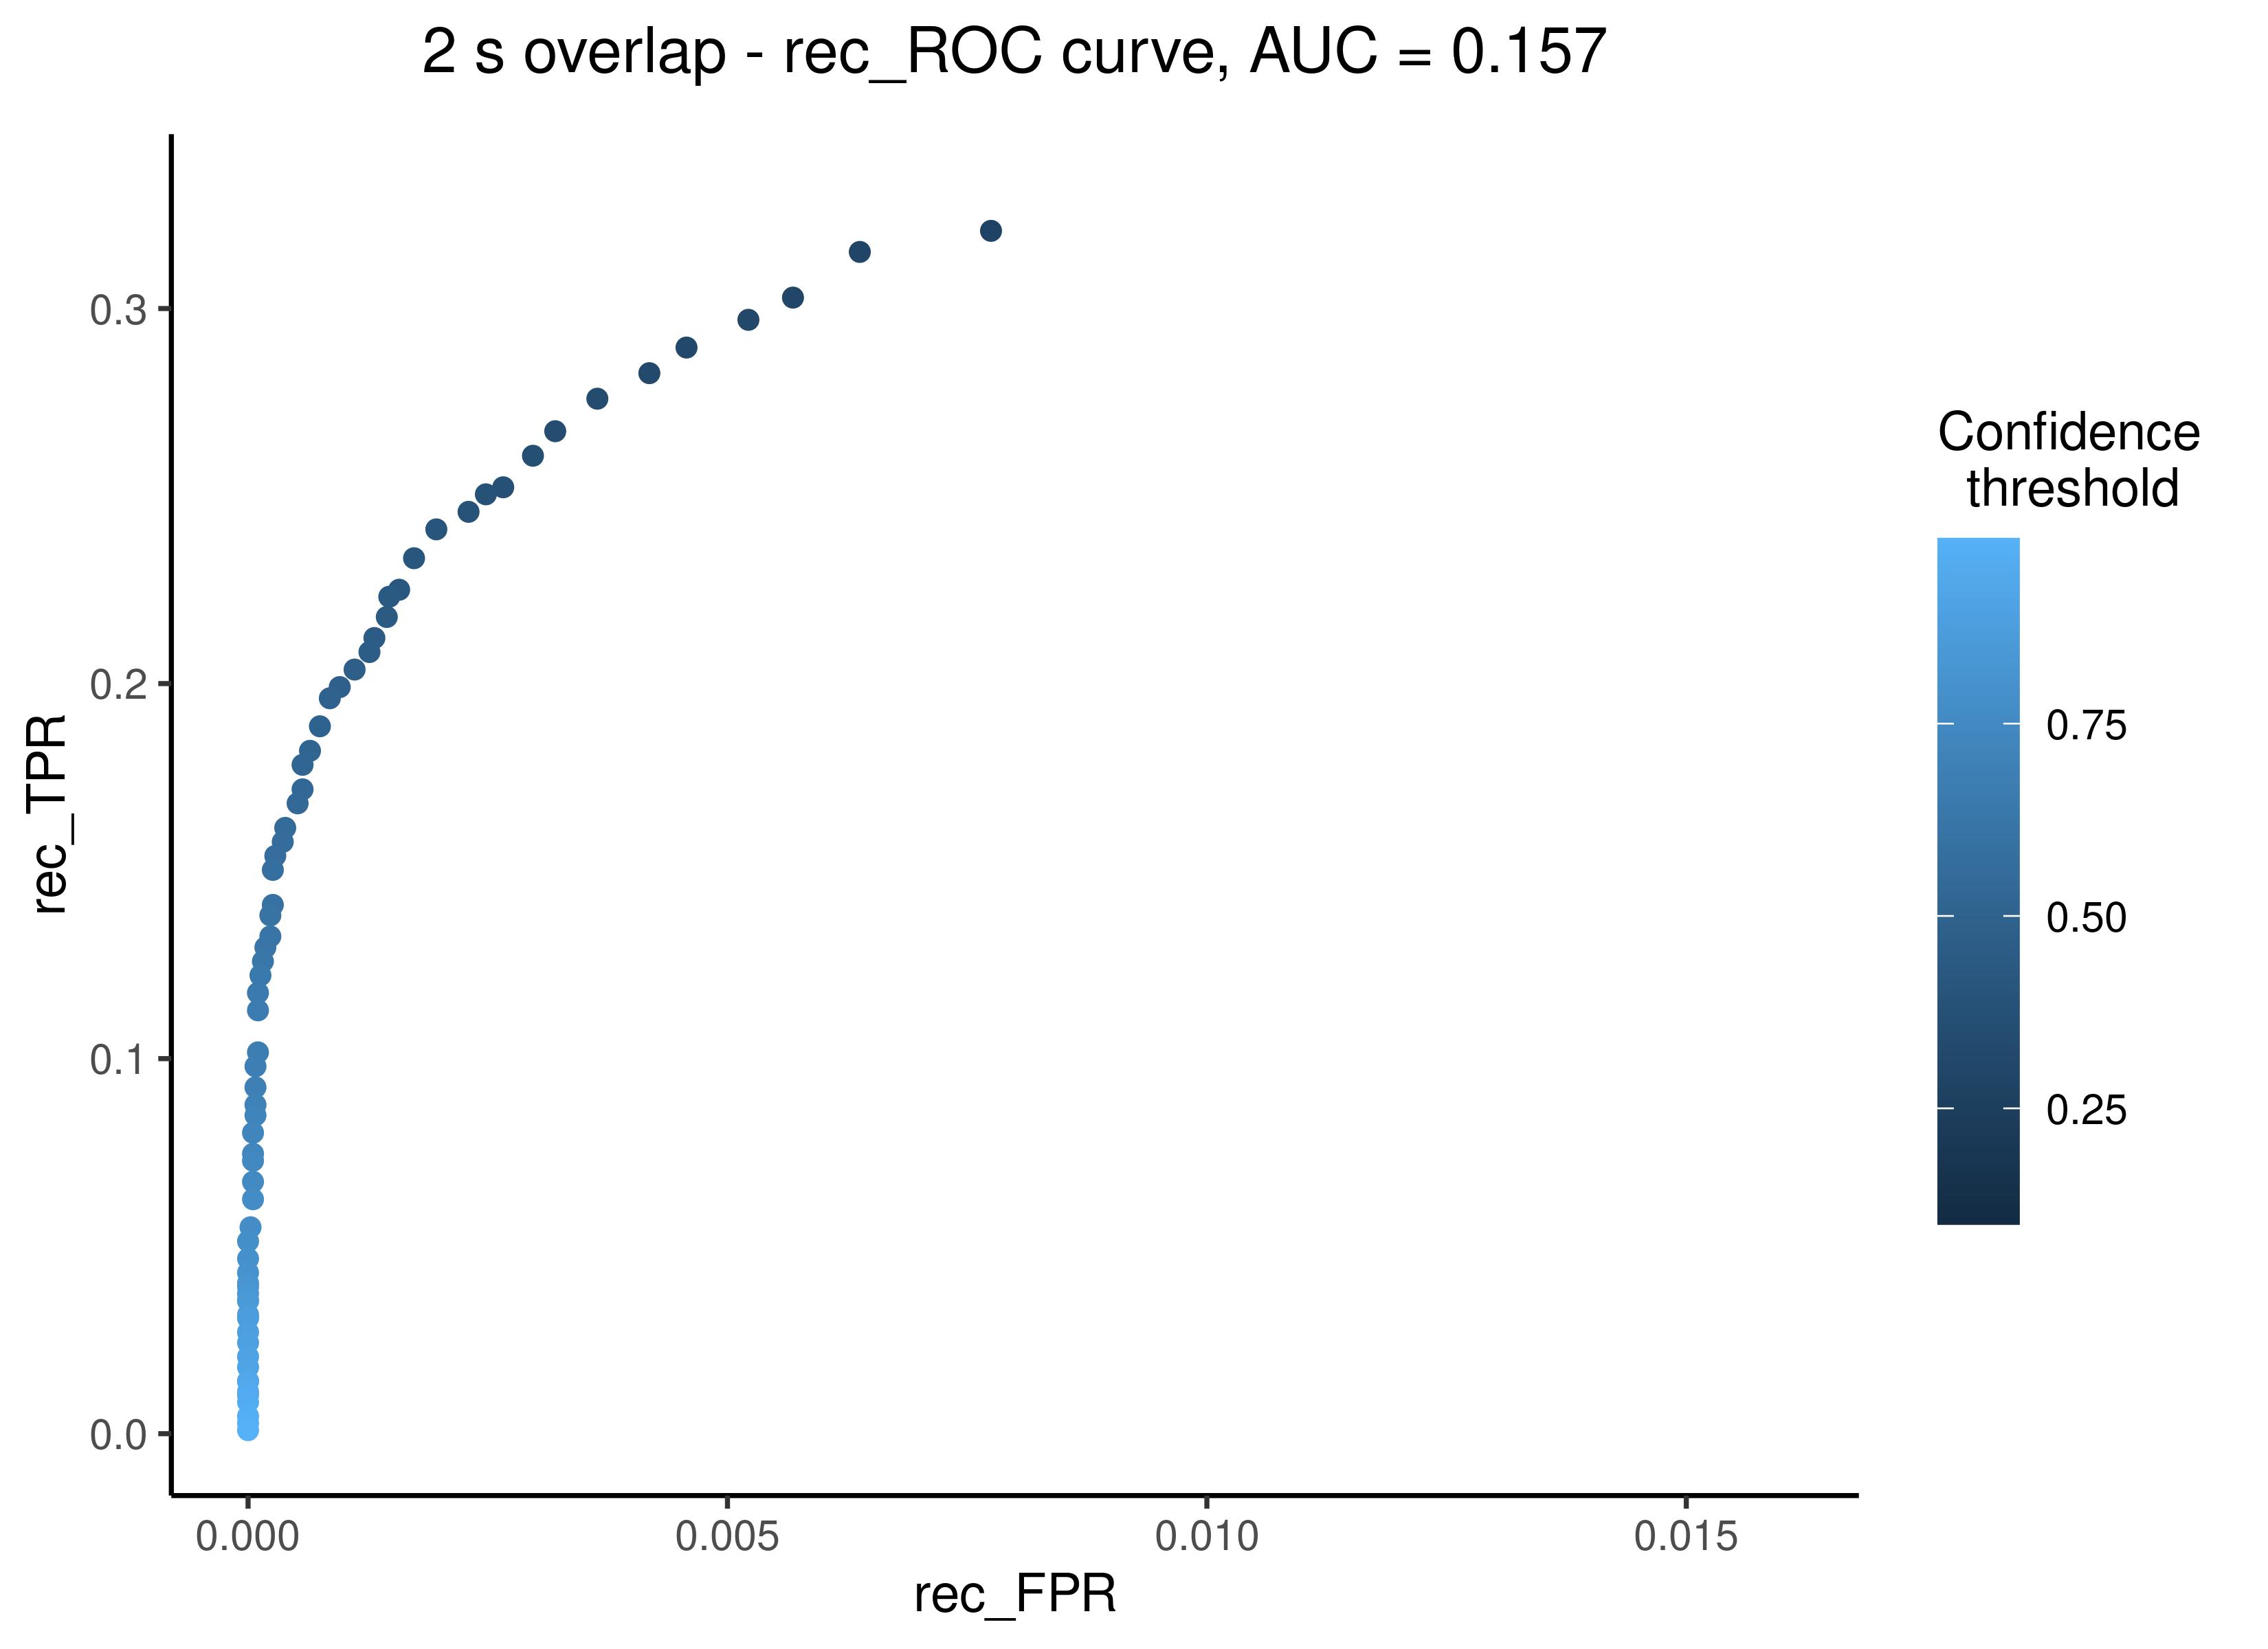 2 s overlap - rec_ROC curve, AUC = 0.157
0.3
0.2
0.1
0.0
rec_TPR
0.000
0.005
0.010
0.015
rec_FPR
Confidence
threshold
0.75
0.50
0.25